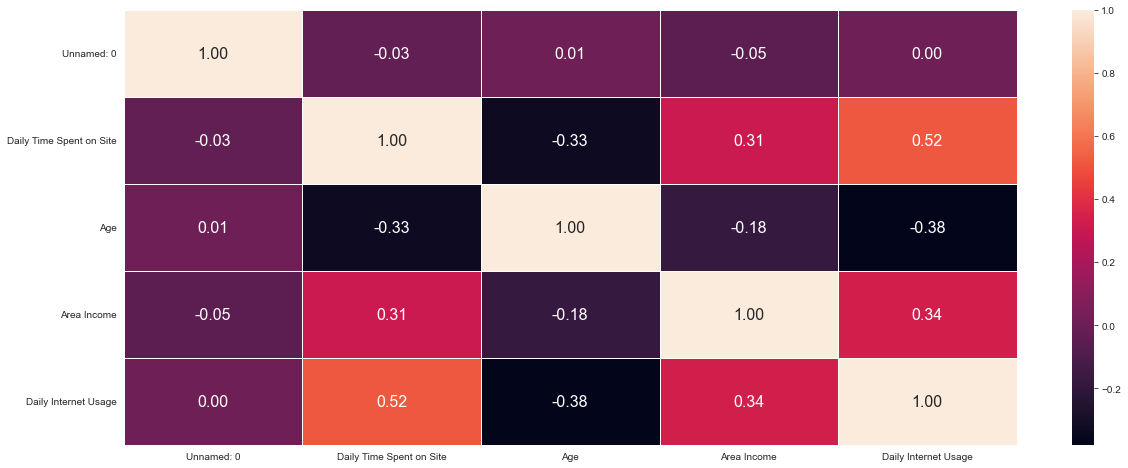 Unnamed: 0 1.00 -0.03 0.01 -0.05 0.00
Daily Time Spent on Site -0.03 1.00 -0.33 0.31 0.52
Age 0.01 -0.33 1.00 -0.18 -0.38
Area Income -0.05 0.31 -0.18 1.00 0.34
Daily Internet Usage 0.00 0.52 -0.38 0.34 1.00
Unnamed: 0 Daily Time Spent on Site Age Area Income Daily Internet Usage
1.0
0.8
0.6
0.4
0.2
0.0
−0.2